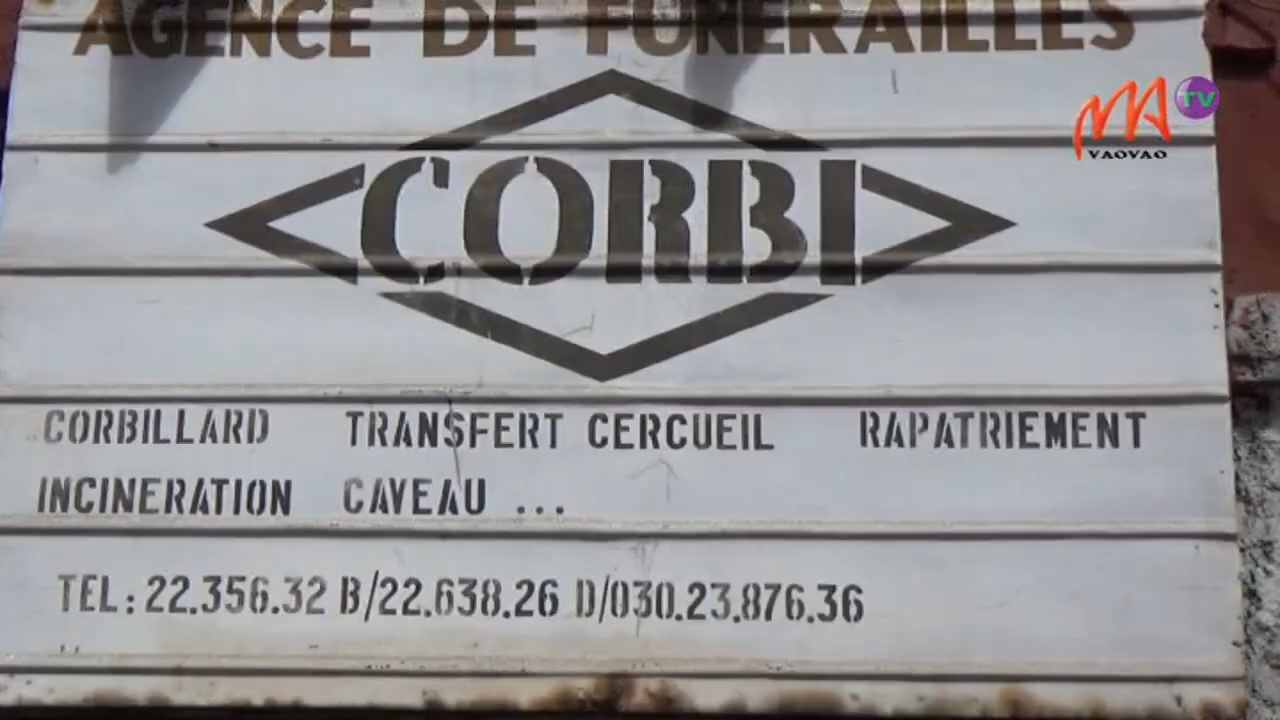 AGENCE DE FUNERAILLES
MA TV
VAOVAO
CORBI
CORBILLARD TRANSFERT CERCUEIL RAPATRIEMENT
INCINERATION CAVEAU ...
TEL: 22.356.32 B/22.638.26 D/030.23.876.36